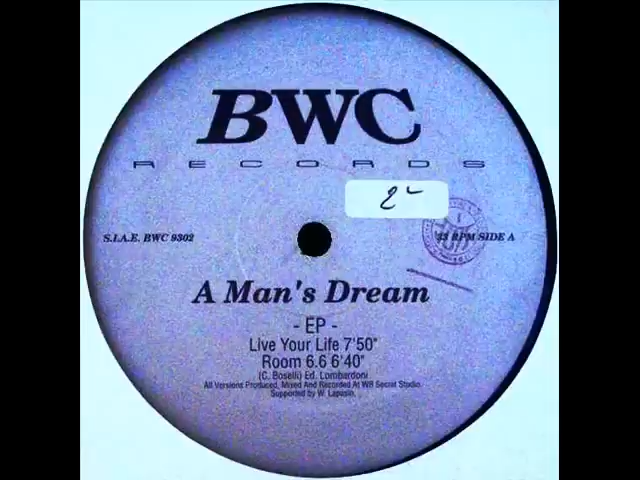 BWC
RECORDS
2-
S.I.A.E. BWC 9302
33 RPM SIDE A
A Man's Dream
- EP -
Live Your Life 7'50"
Room 6.6 6'40"
(C. Boselli) Ed. Lombardoni
All Versions Produced, Mixed And Recorded At WB Secret Studio.
Supported by W. Lapusio.